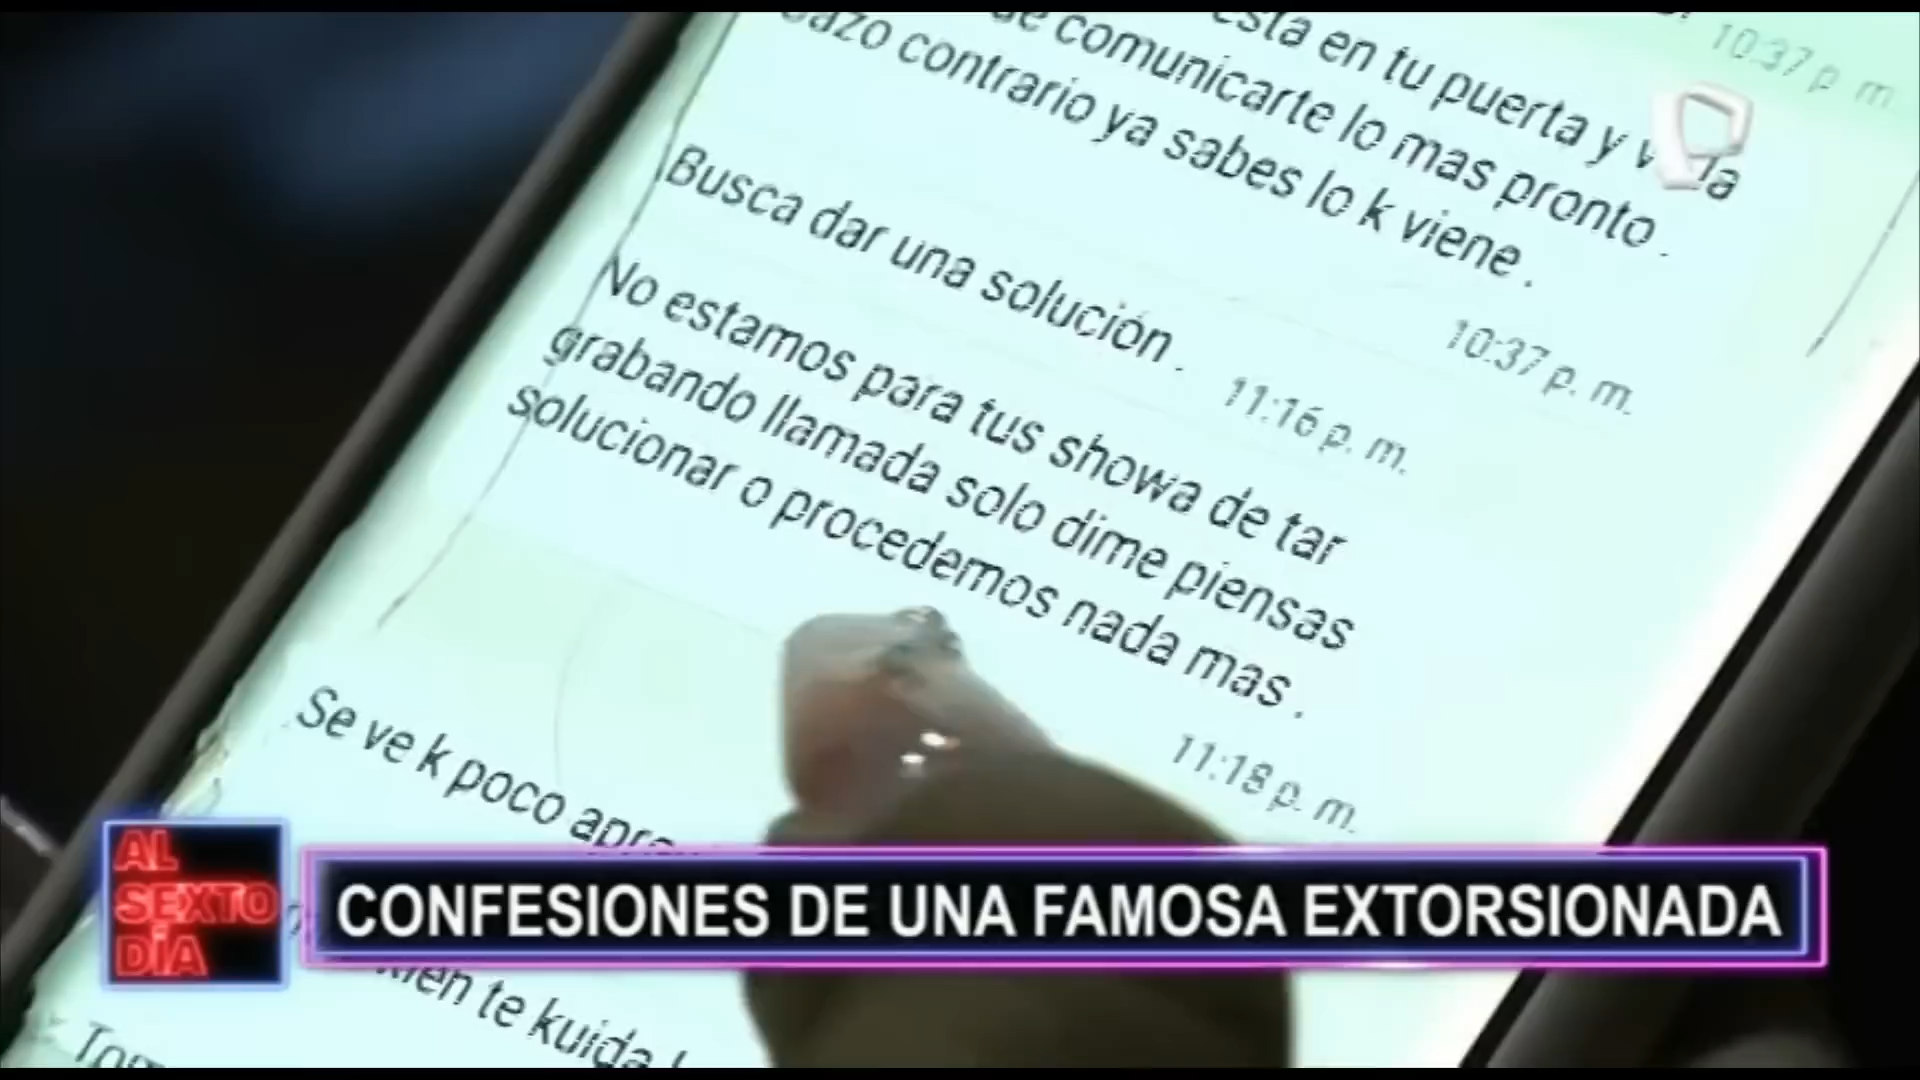 esta en tu puerta y
de comunicarte lo mas pronto .
contrario ya sabes lo k viene .
10:37 p. m.
10:37 p. m.
Busca dar una solución .
11:16 p. m.
No estamos para tus showa de tar
grabando llamada solo dime piensas
solucionar o procedemos nada mas .
11:18 p. m.
Se ve k poco
te kuida
AL
SEXTO
DÍA
CONFESIONES DE UNA FAMOSA EXTORSIONADA